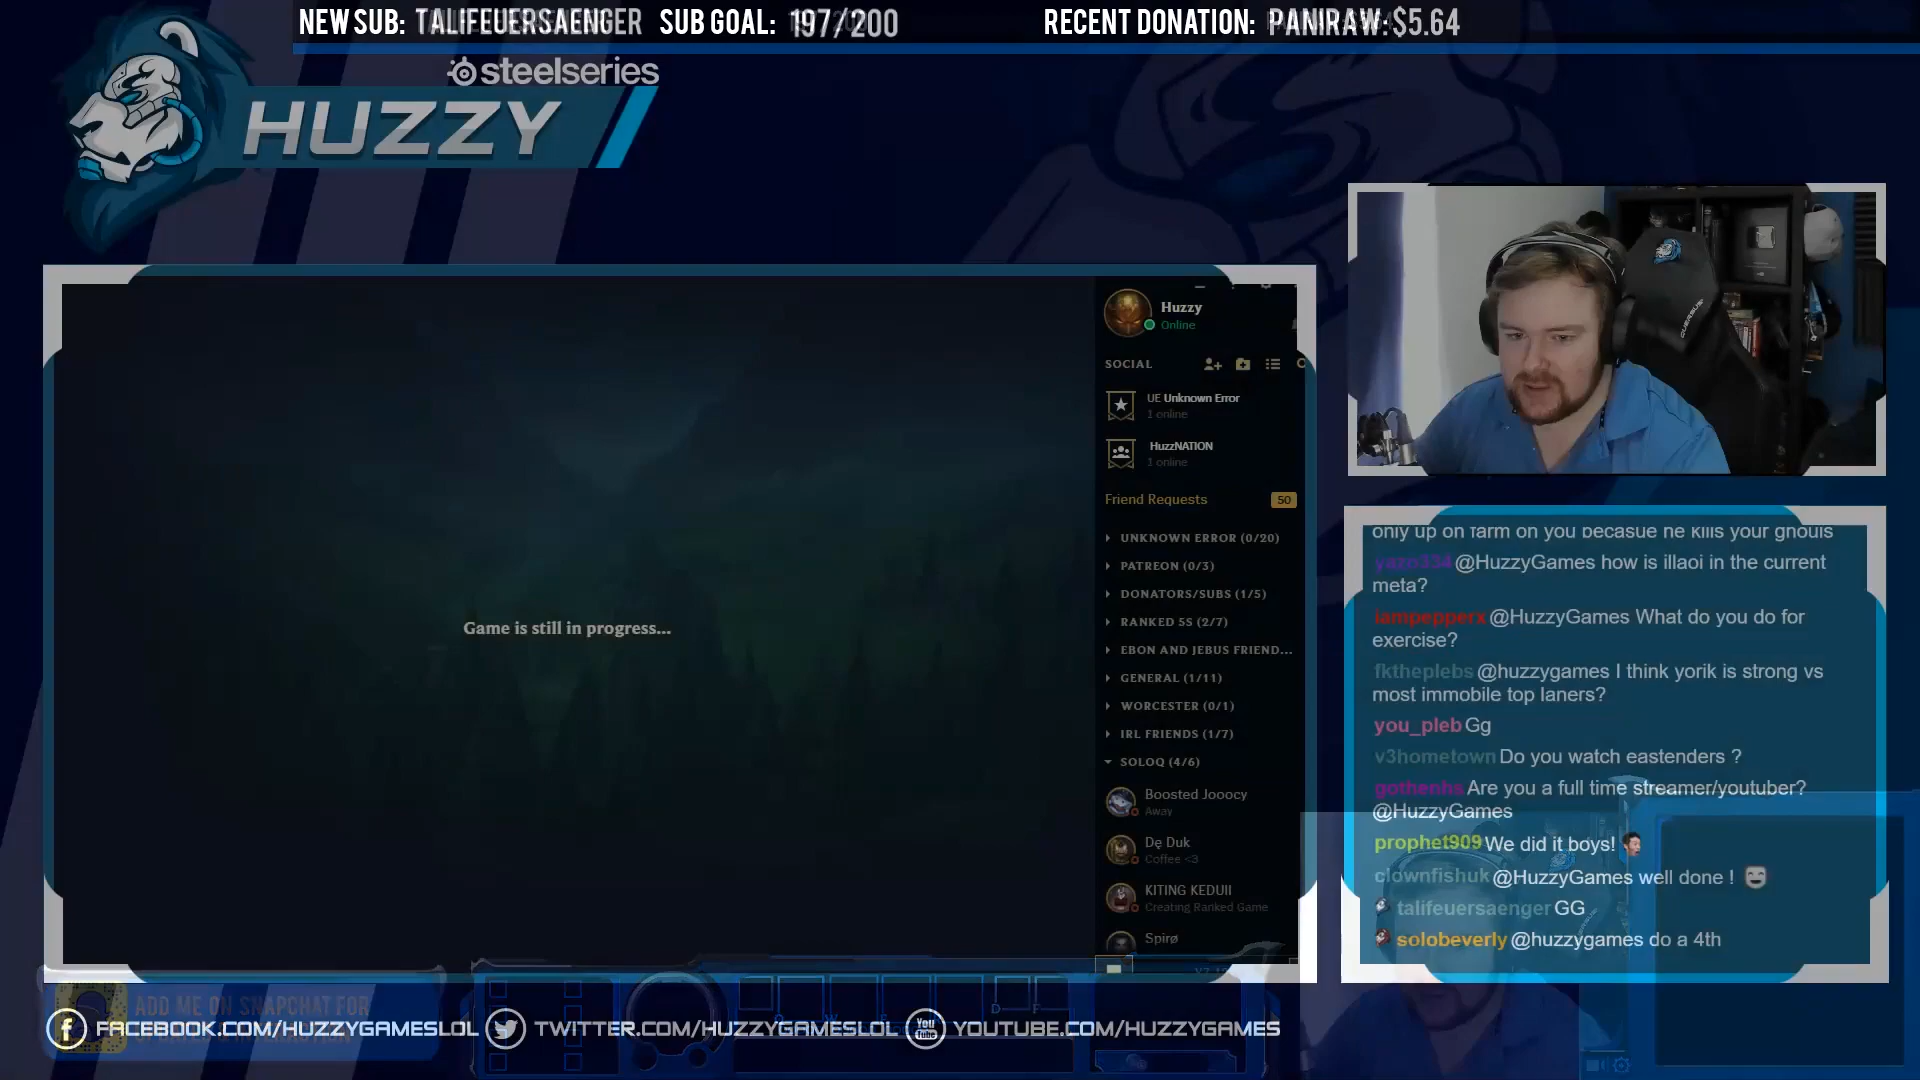 NEW SUB: TALIFEUERSAENGER SUB GOAL: 197/200 RECENT DONATION: PANIRAW: $5.64
steelseries
HUZZY
Huzzy
Online
SOCIAL
UE Unknown Error
1 online
HuzzNATION
1 online
Friend Requests 50
UNKNOWN ERROR (0/20)
PATREON (0/3)
DONATORS/SUBS (1/5)
RANKED 5S (2/7)
EBON AND JEBUS FRIEND...
GENERAL (1/11)
WORCESTER (0/1)
IRL FRIENDS (1/7)
SOLOQ (4/6)
Boosted Jooocy
Away
Dę Duk
Coffee <3
KITING KEDUII
Creating Ranked Game
Spirø
Game is still in progress...
only up on farm on you becasue he kills your ghouls
yazo334 @HuzzyGames how is illaoi in the current
meta?
iampepperx @HuzzyGames What do you do for
exercise?
fktheplebs @huzzygames I think yorik is strong vs
most immobile top laners?
you_pleb Gg
v3hometown Do you watch eastenders ?
gothenhs Are you a full time streamer/youtuber?
@HuzzyGames
prophet909 We did it boys!
clownfishuk @HuzzyGames well done !
talifeuersaenger GG
solobeverly @huzzygames do a 4th
ADD ME ON SNAPCHAT FOR
FACEBOOK.COM/HUZZYGAMESLOL TWITTER.COM/HUZZYGAMESLOL YOUTUBE.COM/HUZZYGAMES